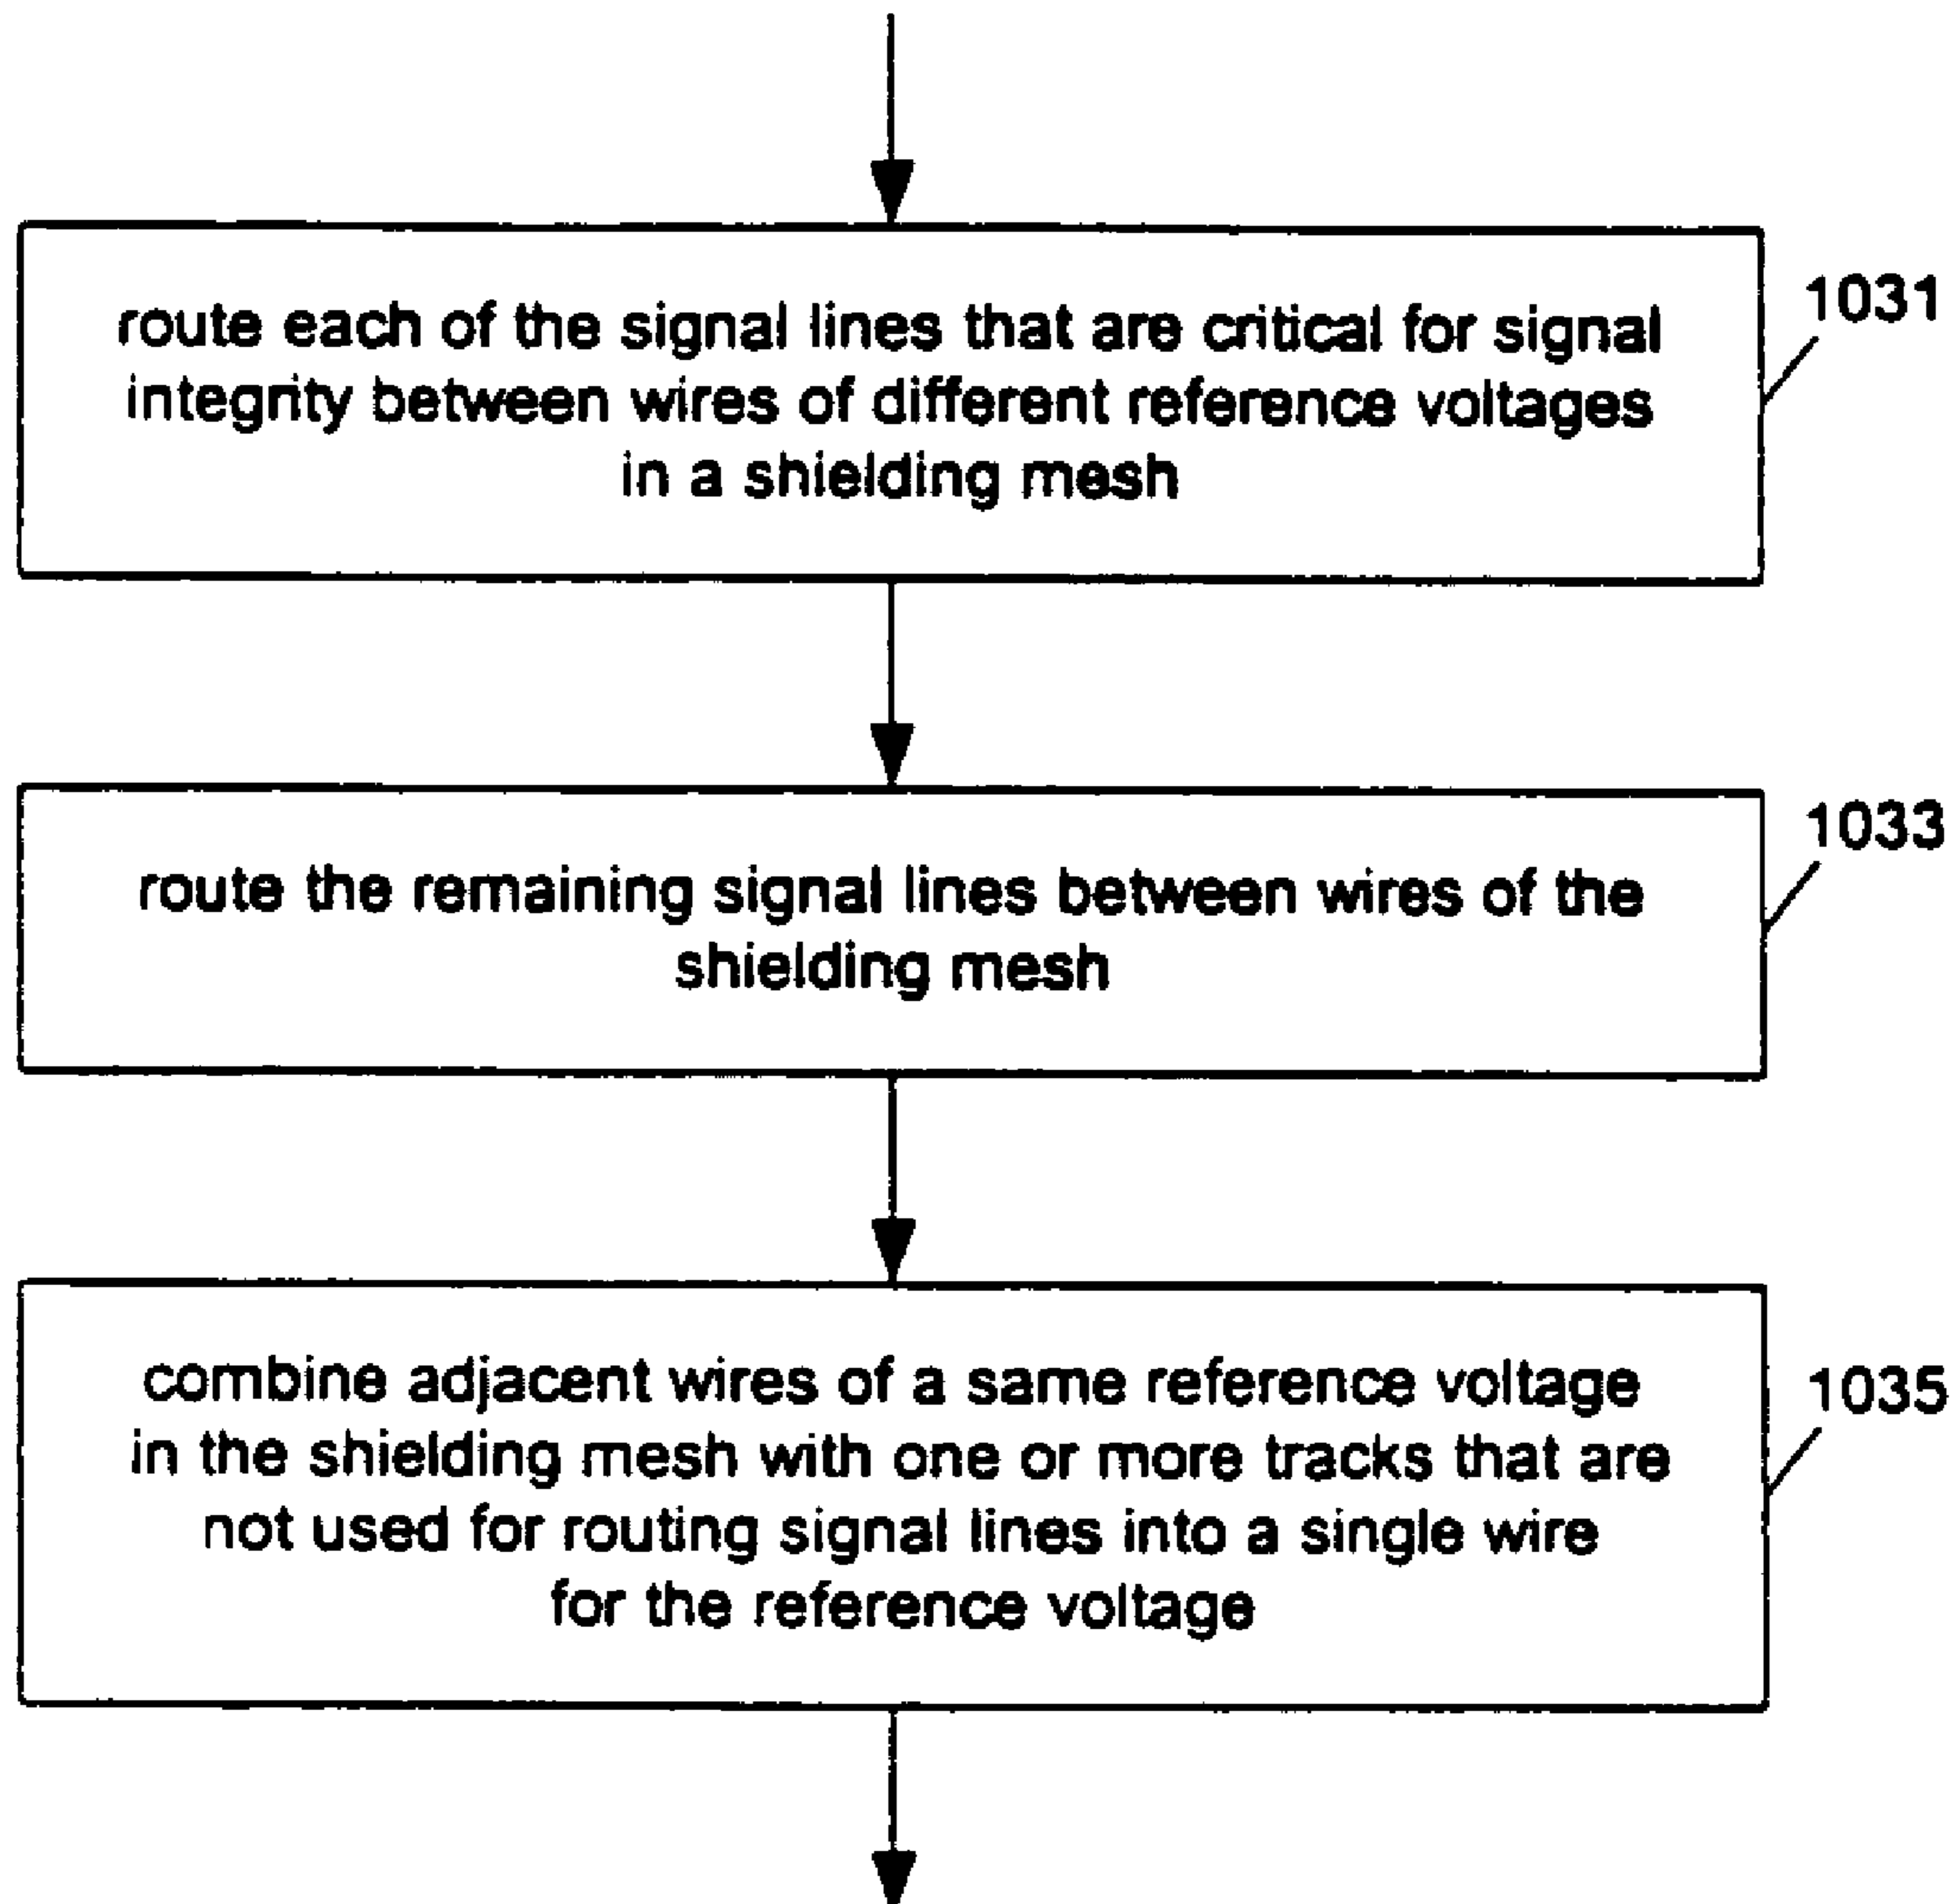 route each of the signal lines that are critical for signal
integrity between wires of different reference voltages
in a shielding mesh
1031
route the remaining signal lines between wires of the
shielding mesh
1033
combine adjacent wires of a same reference voltage
in the shielding mesh with one or more tracks that are
not used for routing signal lines into a single wire
for the reference voltage
1035